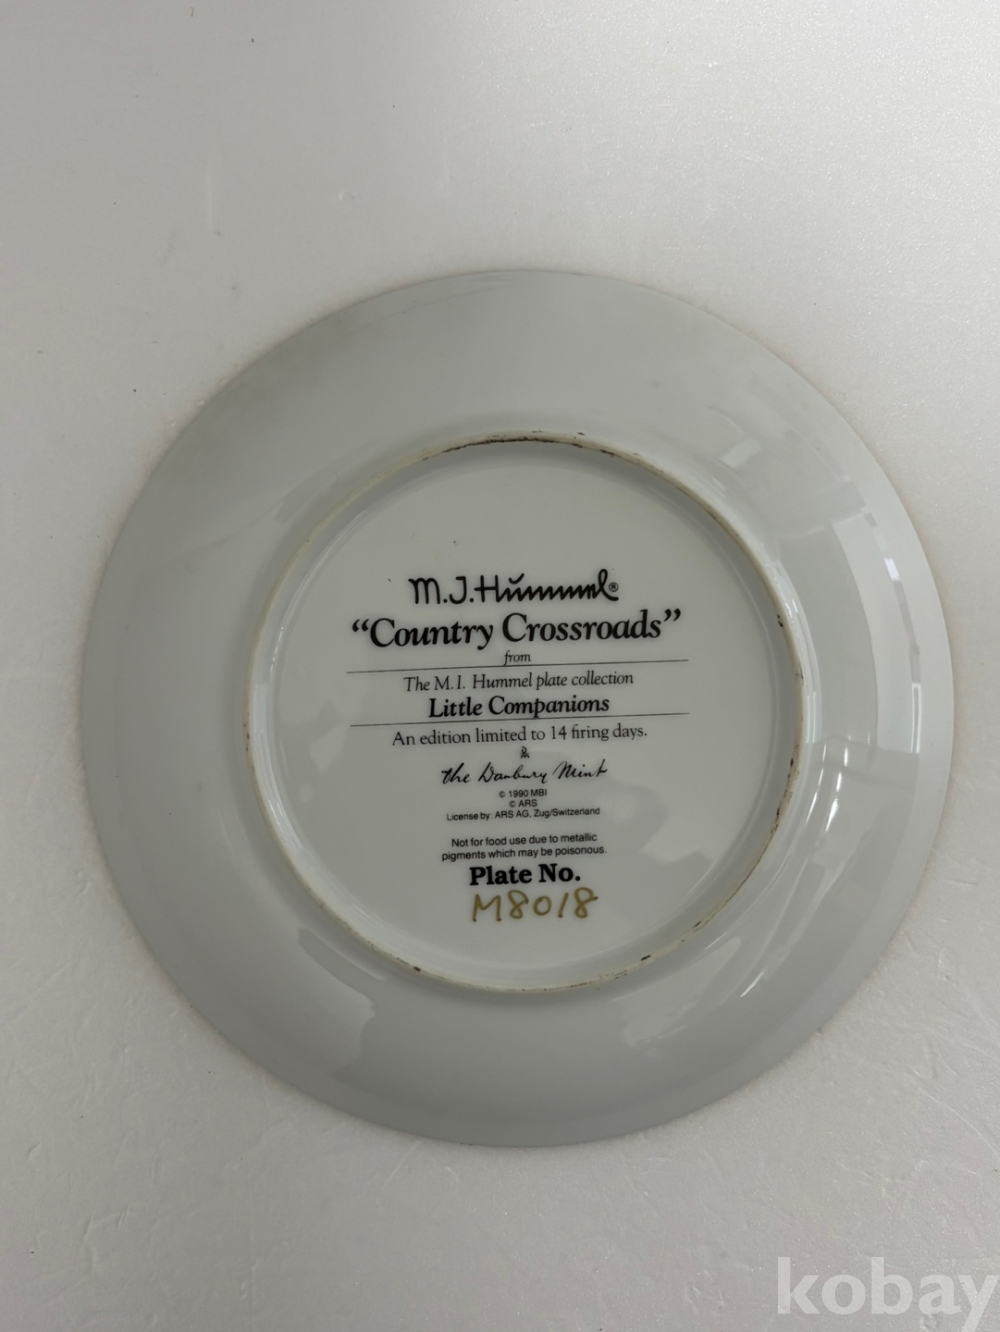 M.J.Hummel®
“Country Crossroads”
from
The M.I. Hummel plate collection
Little Companions
An edition limited to 14 firing days.
the Danbury Mint
© 1990 MBI
© ARS
License by: ARS AG, Zug/Switzerland
Not for food use due to metallic
pigments which may be poisonous.
Plate No.
M8018
kobay